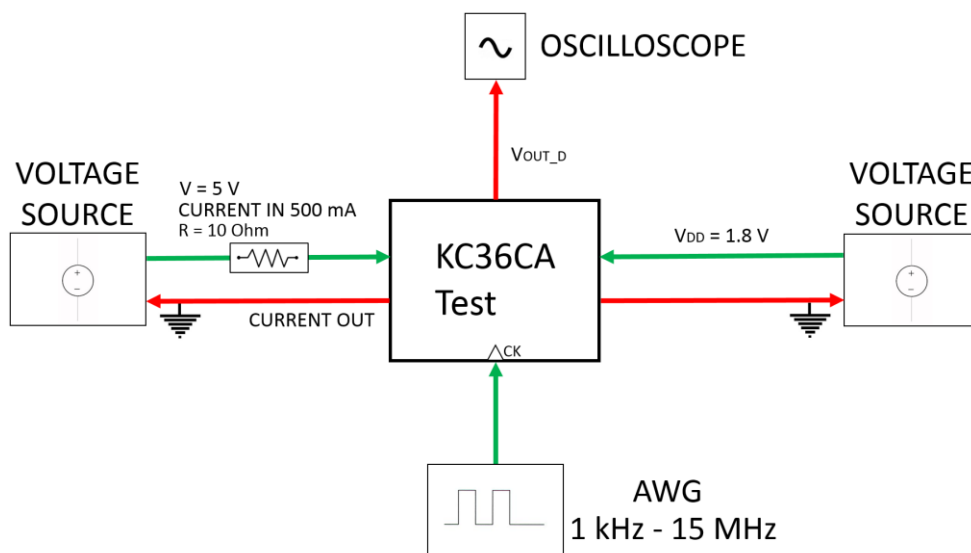 OSCILLOSCOPE
VOUT_D
VOLTAGE
SOURCE
V = 5 V
CURRENT IN 500 mA
R = 10 Ohm
CURRENT OUT
KC36CA
Test
CK
VDD = 1.8 V
VOLTAGE
SOURCE
AWG
1 kHz - 15 MHz